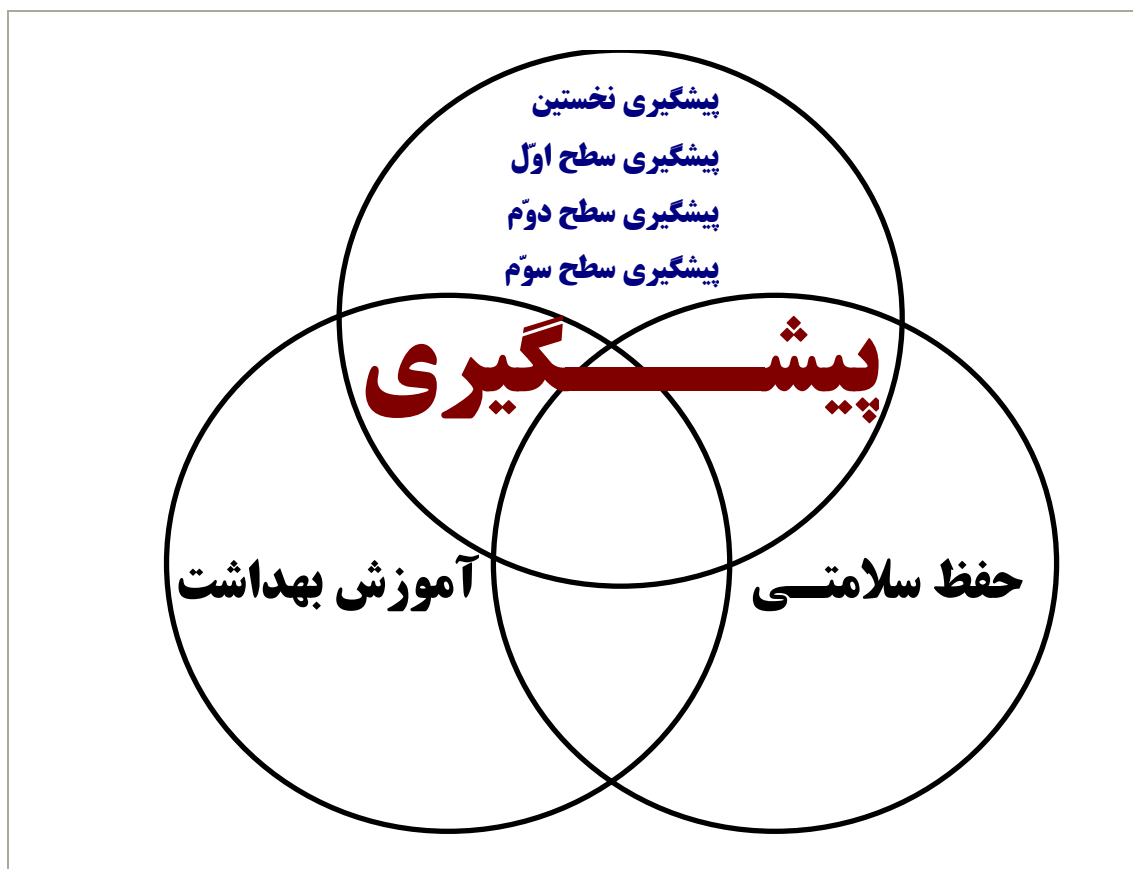 پیشگیری نخستین
پیشگیری سطح اوّل
پیشگیری سطح دوّم
پیشگیری سطح سوّم
پیشـــــگیری
حفظ سلامتــی
آموزش بهداشت